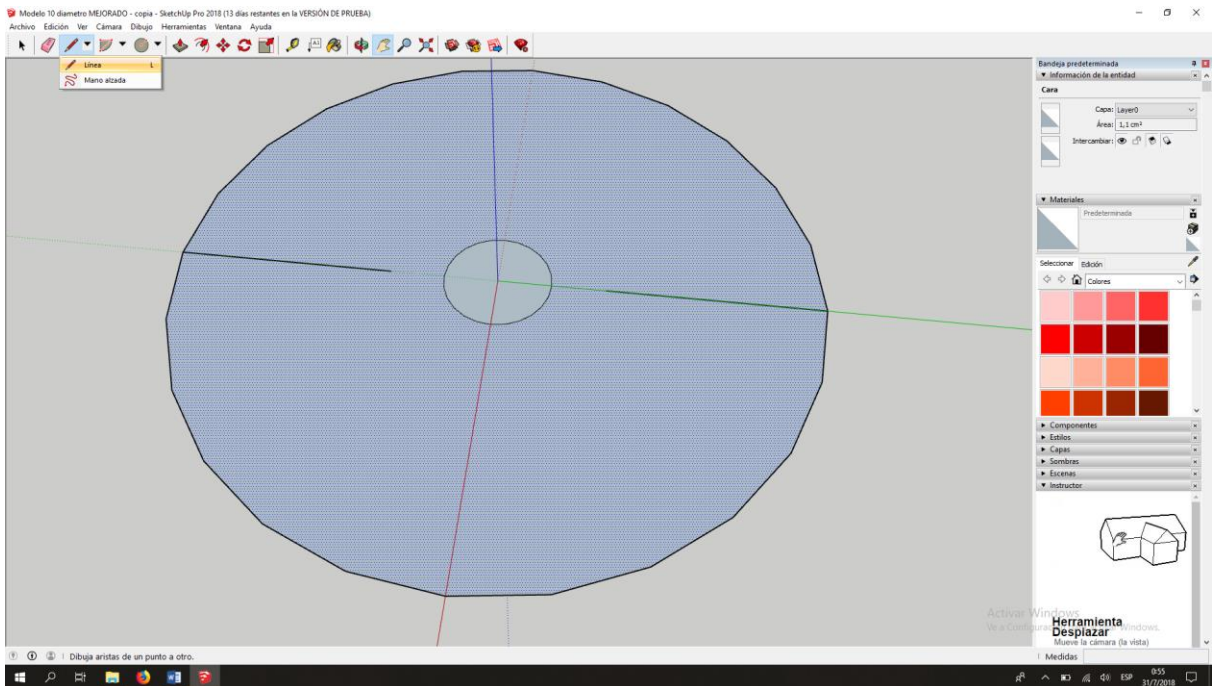 Modelo 10 diametro MEJORADO - copia - SketchUp Pro 2018 (13 días restantes en la VERSIÓN DE PRUEBA)
Archivo Edición Ver Cámara Dibujo Herramientas Ventana Ayuda
Línea L
Mano alzada
Bandeja predeterminada
Información de la entidad
Cara
Capa: Layer0
Área: 1,1 cm²
Intercambiar:
Materiales
Predeterminada
Seleccionar Edición
Colores
Componentes
Estilos
Capas
Sombras
Escenas
Instructor
Activar Windows
Herramienta
Desplazar
Mueve la cámara (la vista)
Dibuja aristas de un punto a otro.
Medidas
ESP
0:55
31/7/2018